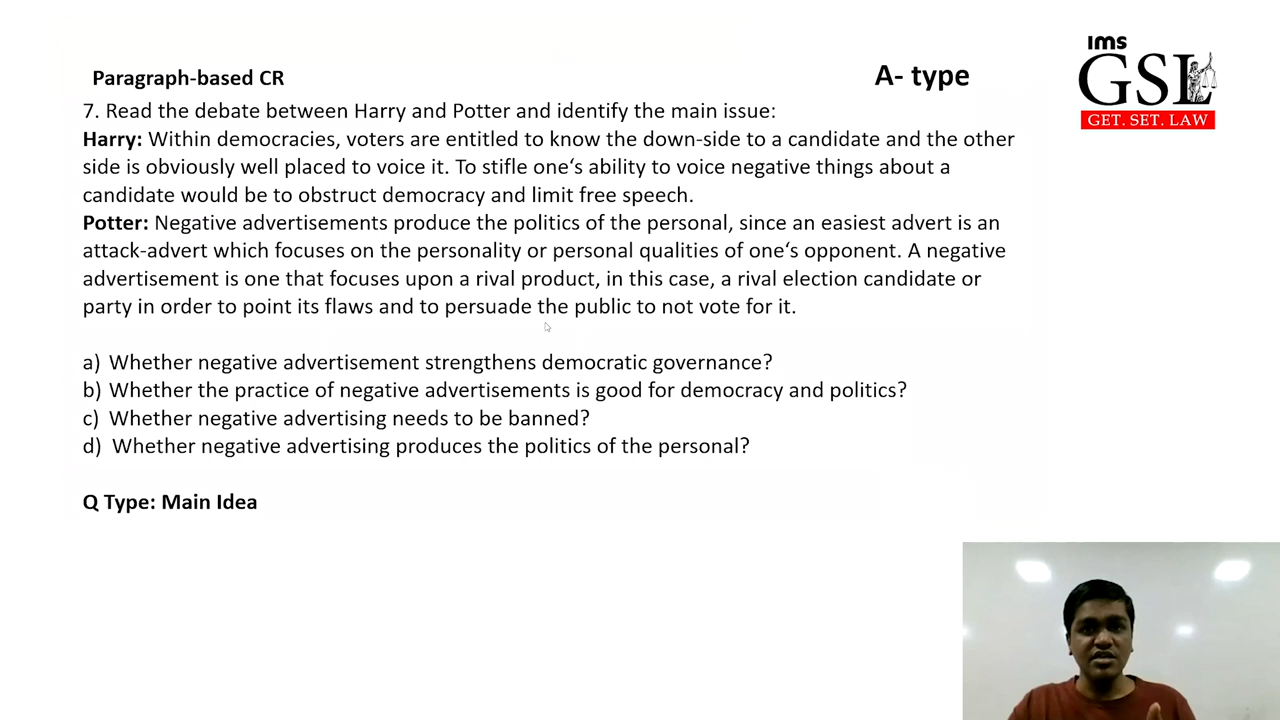 ims
GSL
GET. SET. LAW
Paragraph-based CR
A- type
7. Read the debate between Harry and Potter and identify the main issue:
Harry: Within democracies, voters are entitled to know the down-side to a candidate and the other
side is obviously well placed to voice it. To stifle one‘s ability to voice negative things about a
candidate would be to obstruct democracy and limit free speech.
Potter: Negative advertisements produce the politics of the personal, since an easiest advert is an
attack-advert which focuses on the personality or personal qualities of one‘s opponent. A negative
advertisement is one that focuses upon a rival product, in this case, a rival election candidate or
party in order to point its flaws and to persuade the public to not vote for it.
a) Whether negative advertisement strengthens democratic governance?
b) Whether the practice of negative advertisements is good for democracy and politics?
c) Whether negative advertising needs to be banned?
d) Whether negative advertising produces the politics of the personal?
Q Type: Main Idea